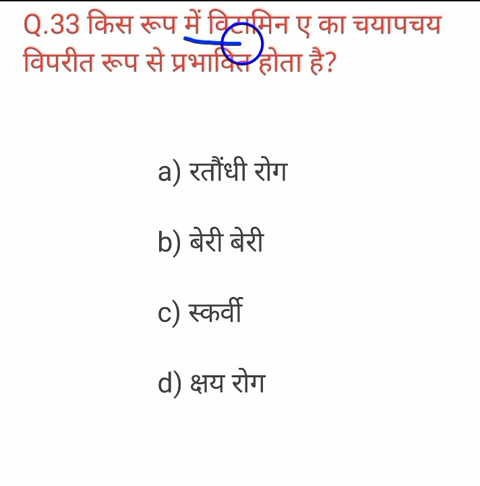 Q.33 किस रूप में विटामिन ए का चयापचय
विपरीत रूप से प्रभावित होता है?
a) रतौंधी रोग
b) बेरी बेरी
c) स्कर्वी
d) क्षय रोग